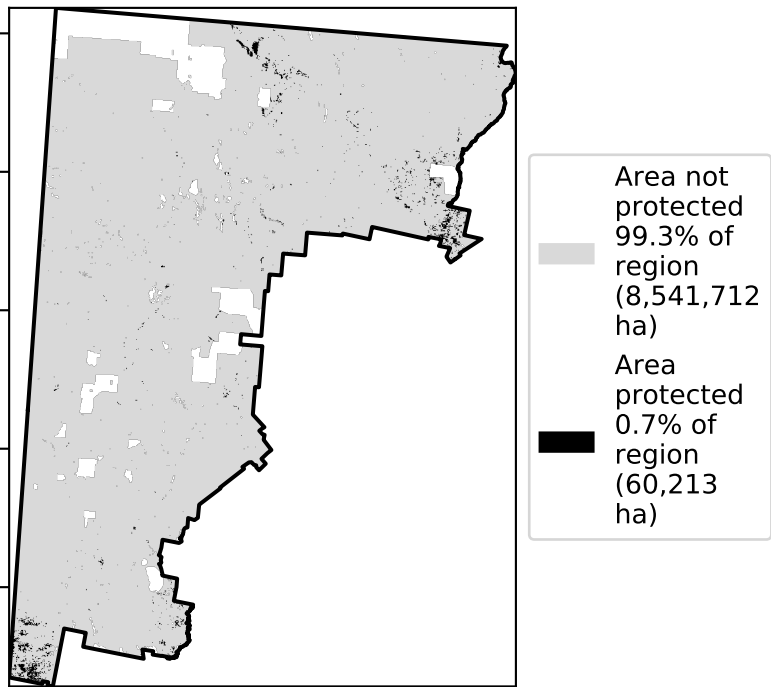 Area not
protected
99.3% of
region
(8,541,712
ha)
Area
protected
0.7% of
region
(60,213
ha)